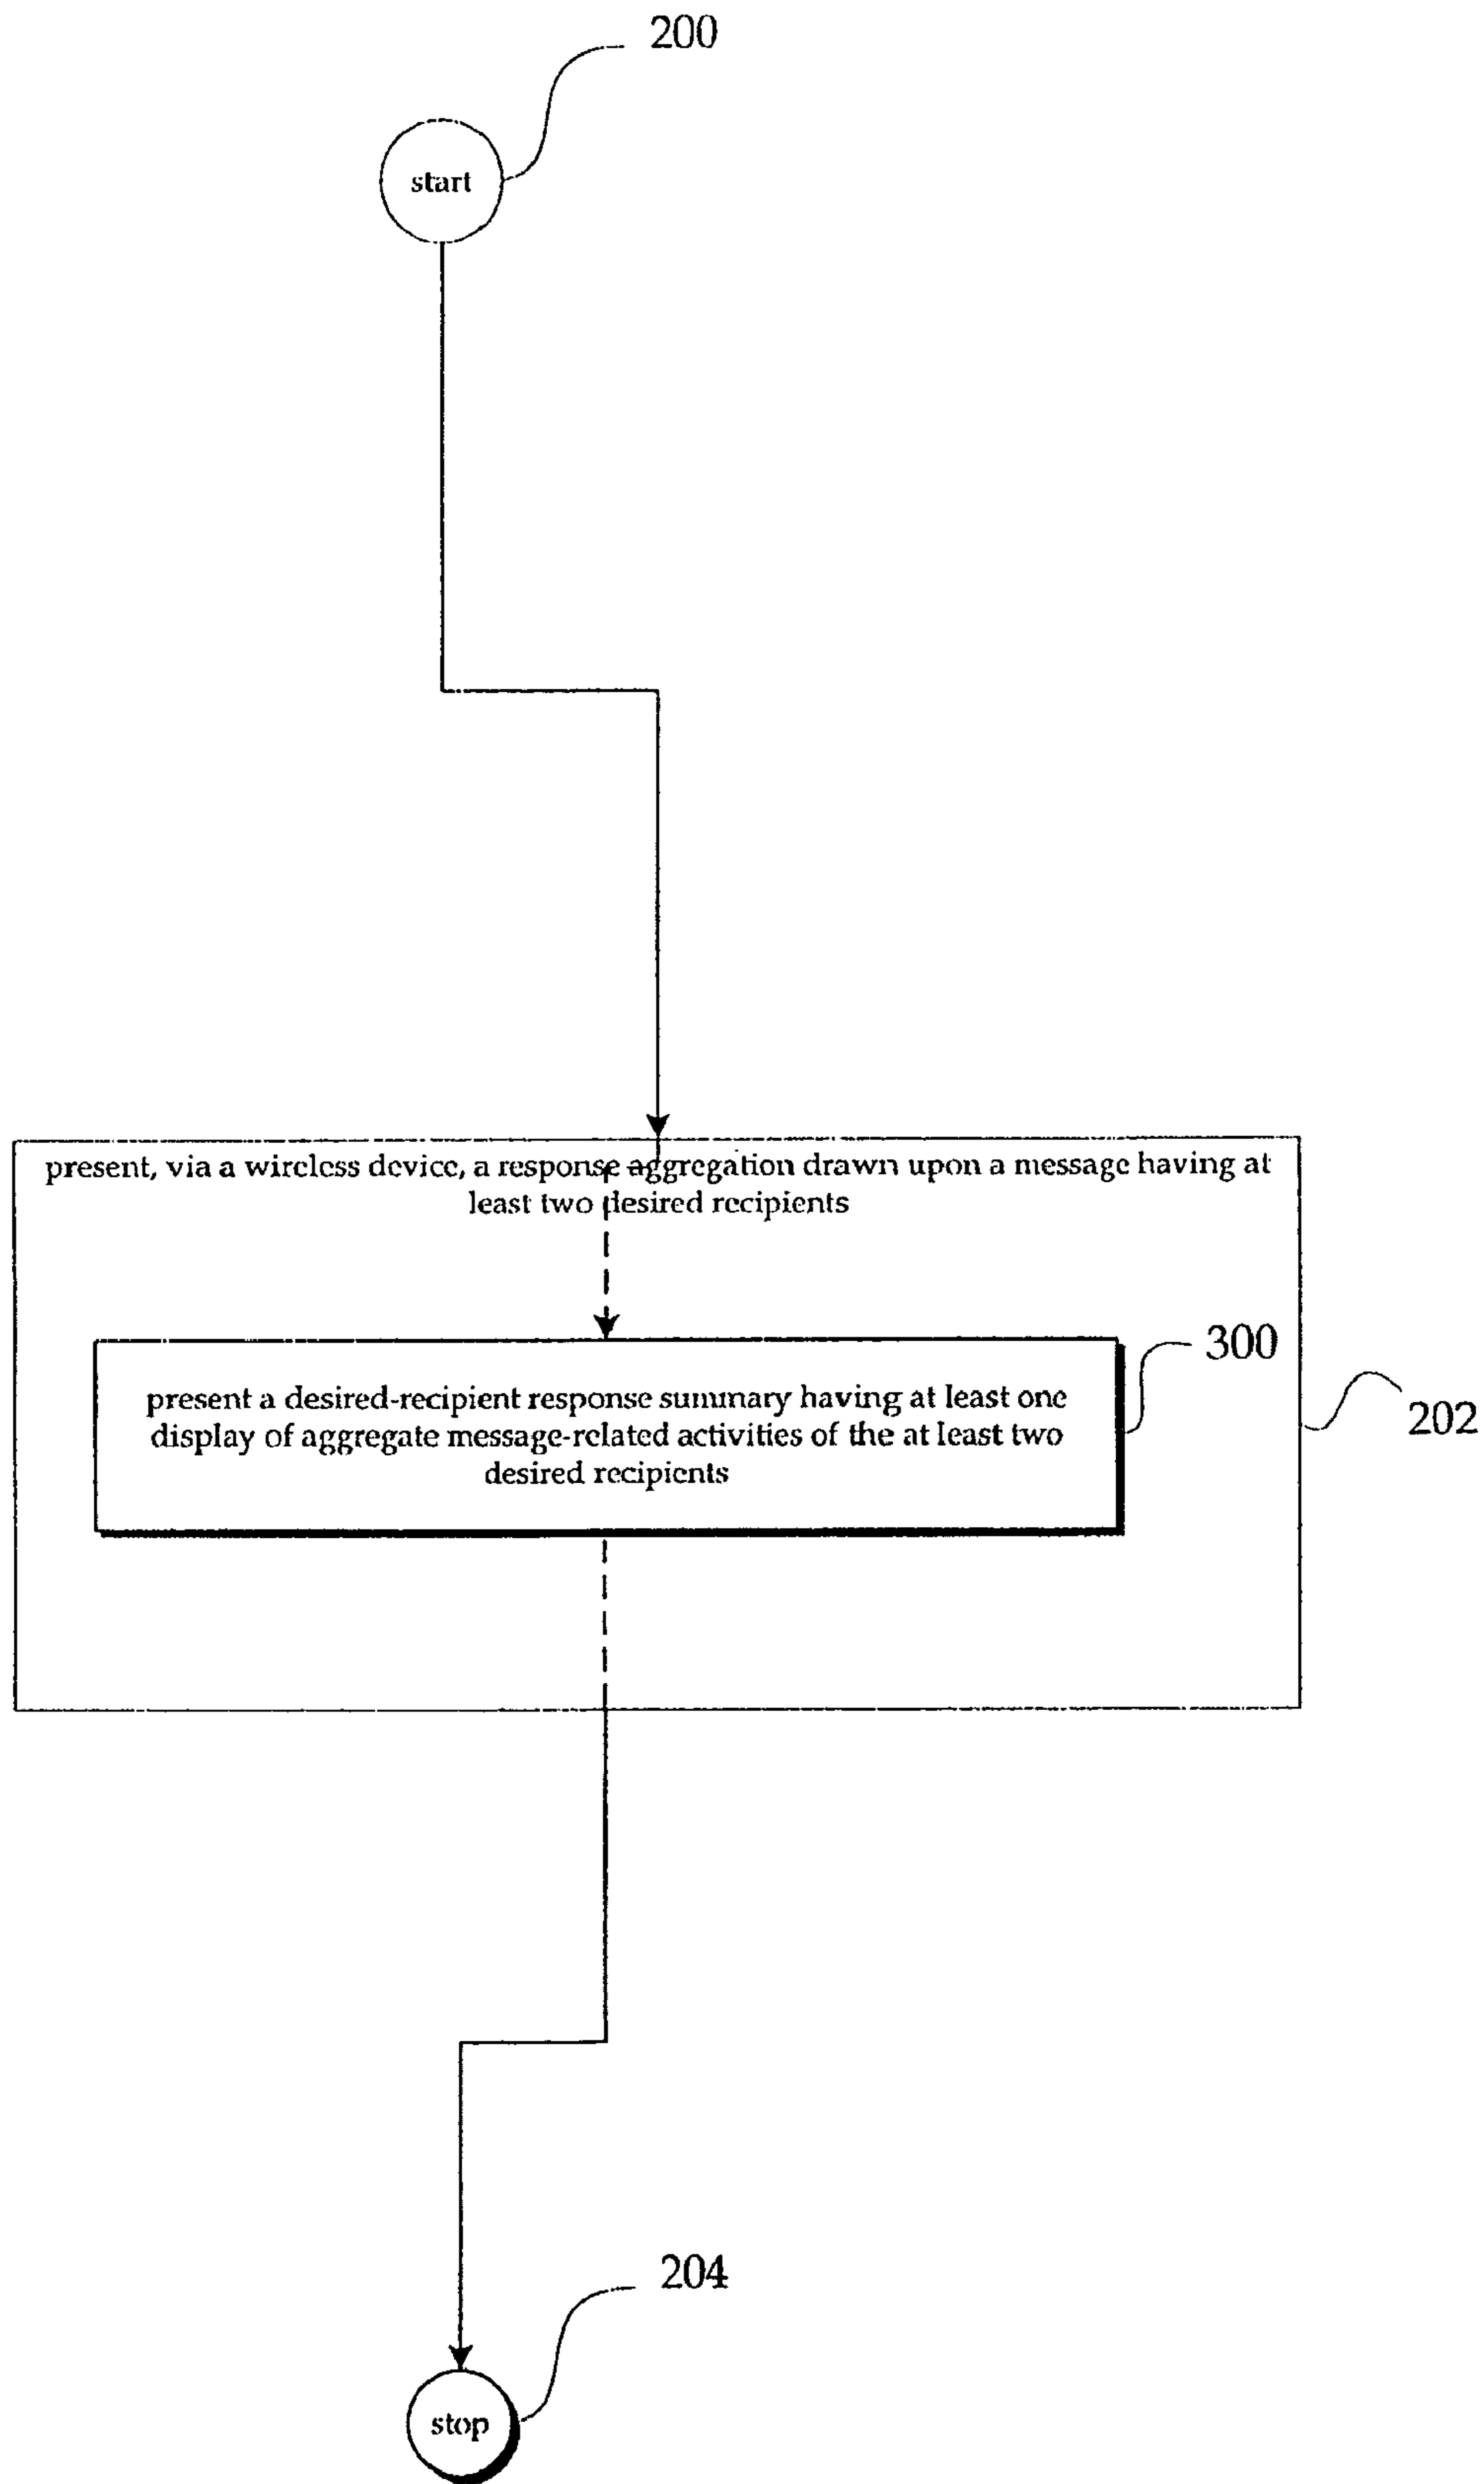 200
start
present, via a wireless device, a response aggregation drawn upon a message having at
least two desired recipients
300
present a desired-recipient response summary having at least one
display of aggregate message-related activities of the at least two
desired recipients
202
204
stop